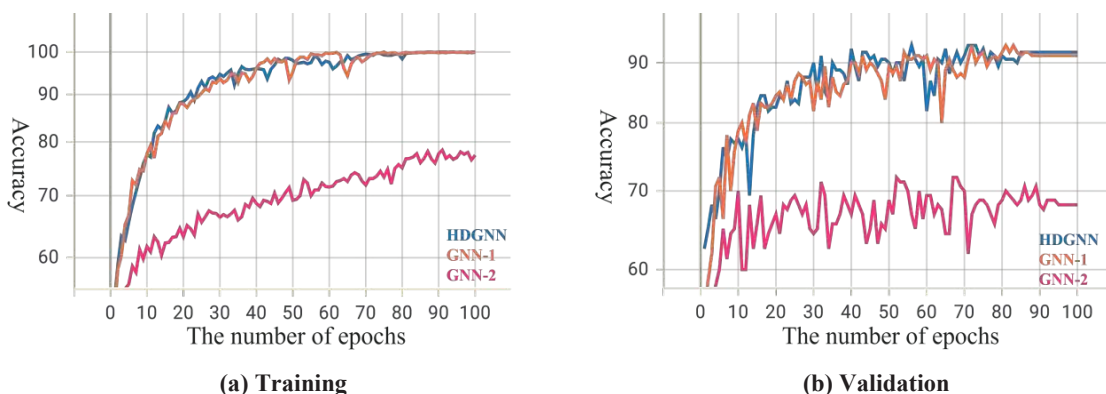 100
90
80
70
60
Accuracy
HDGNN
GNN-1
GNN-2
0 10 20 30 40 50 60 70 80 90 100
The number of epochs
(a) Training
90
80
70
60
Accuracy
HDGNN
GNN-1
GNN-2
0 10 20 30 40 50 60 70 80 90 100
The number of epochs
(b) Validation